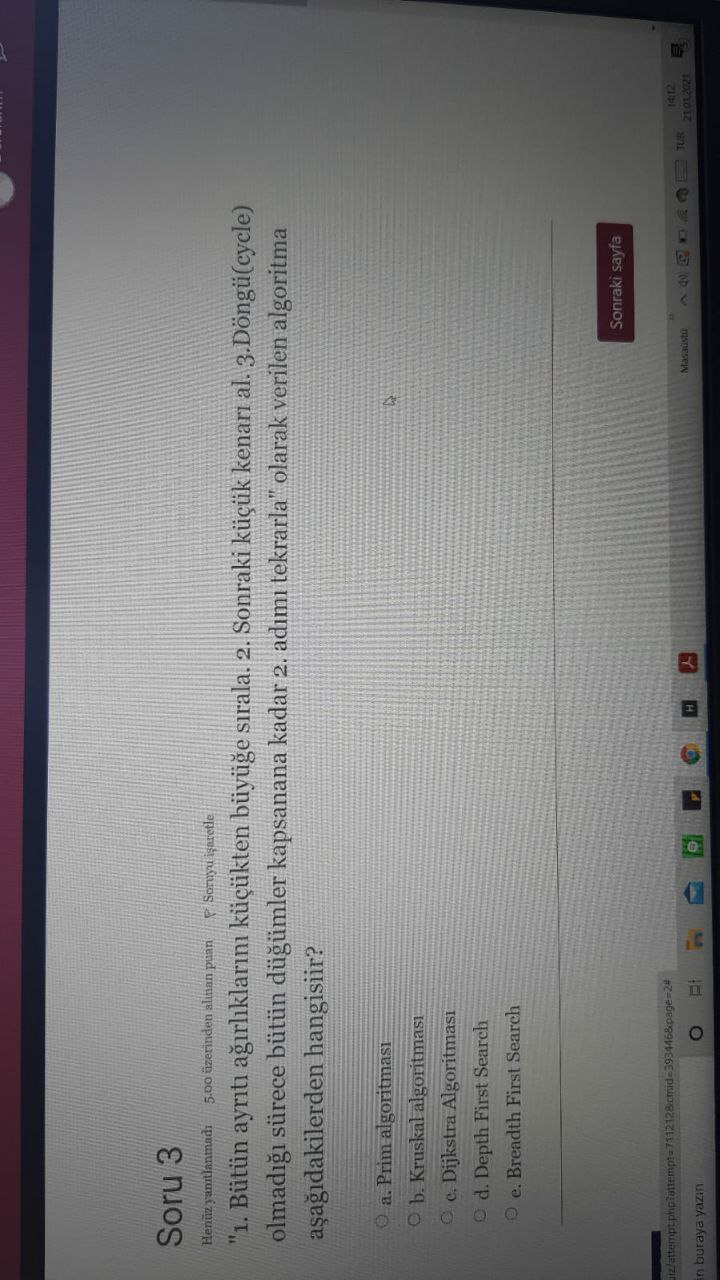 Soru 3
Henüz yanıtlanmadı 5,00 üzerinden alınan puan Soruyu işaretle
"1. Bütün ayrıtı ağırlıklarını küçükten büyüğe sırala. 2. Sonraki küçük kenarı al. 3.Döngü(cycle)
olmadığı sürece bütün düğümler kapsanana kadar 2. adımı tekrarla" olarak verilen algoritma
aşağıdakilerden hangisiir?
a. Prim algoritması
b. Kruskal algoritması
c. Dijkstra Algoritması
d. Depth First Search
e. Breadth First Search
Sonraki sayfa
iz/attempt.php?attempt=711212&cmid=393446&page=2#
n buraya yazın
Masaüstü
TUR
14:12
21.01.2021